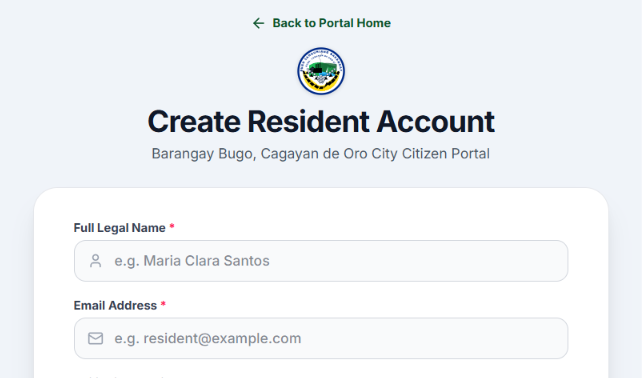 Back to Portal Home
Create Resident Account
Barangay Bugo, Cagayan de Oro City Citizen Portal
Full Legal Name *
e.g. Maria Clara Santos
Email Address *
e.g. resident@example.com